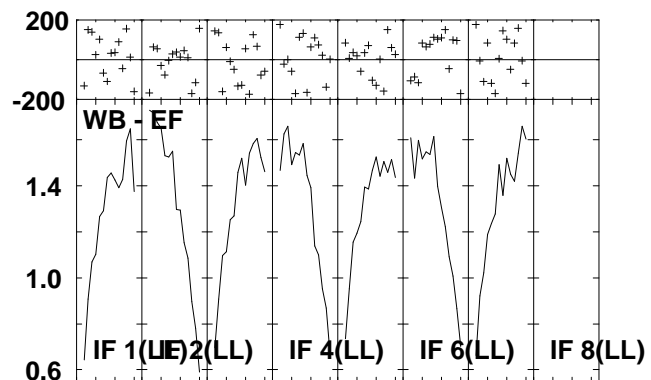 200
-200
WB - EF
1.4
1.0
IF 1(LL) IF 2(LL) IF 4(LL) IF 6(LL) IF 8(LL)
0.6